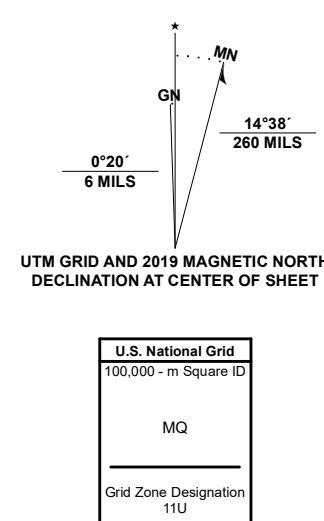 ★
MN
GN
14°38´
260 MILS
0°20´
6 MILS
UTM GRID AND 2019 MAGNETIC NORTH
DECLINATION AT CENTER OF SHEET
U.S. National Grid
100,000 - m Square ID
MQ
Grid Zone Designation
11U